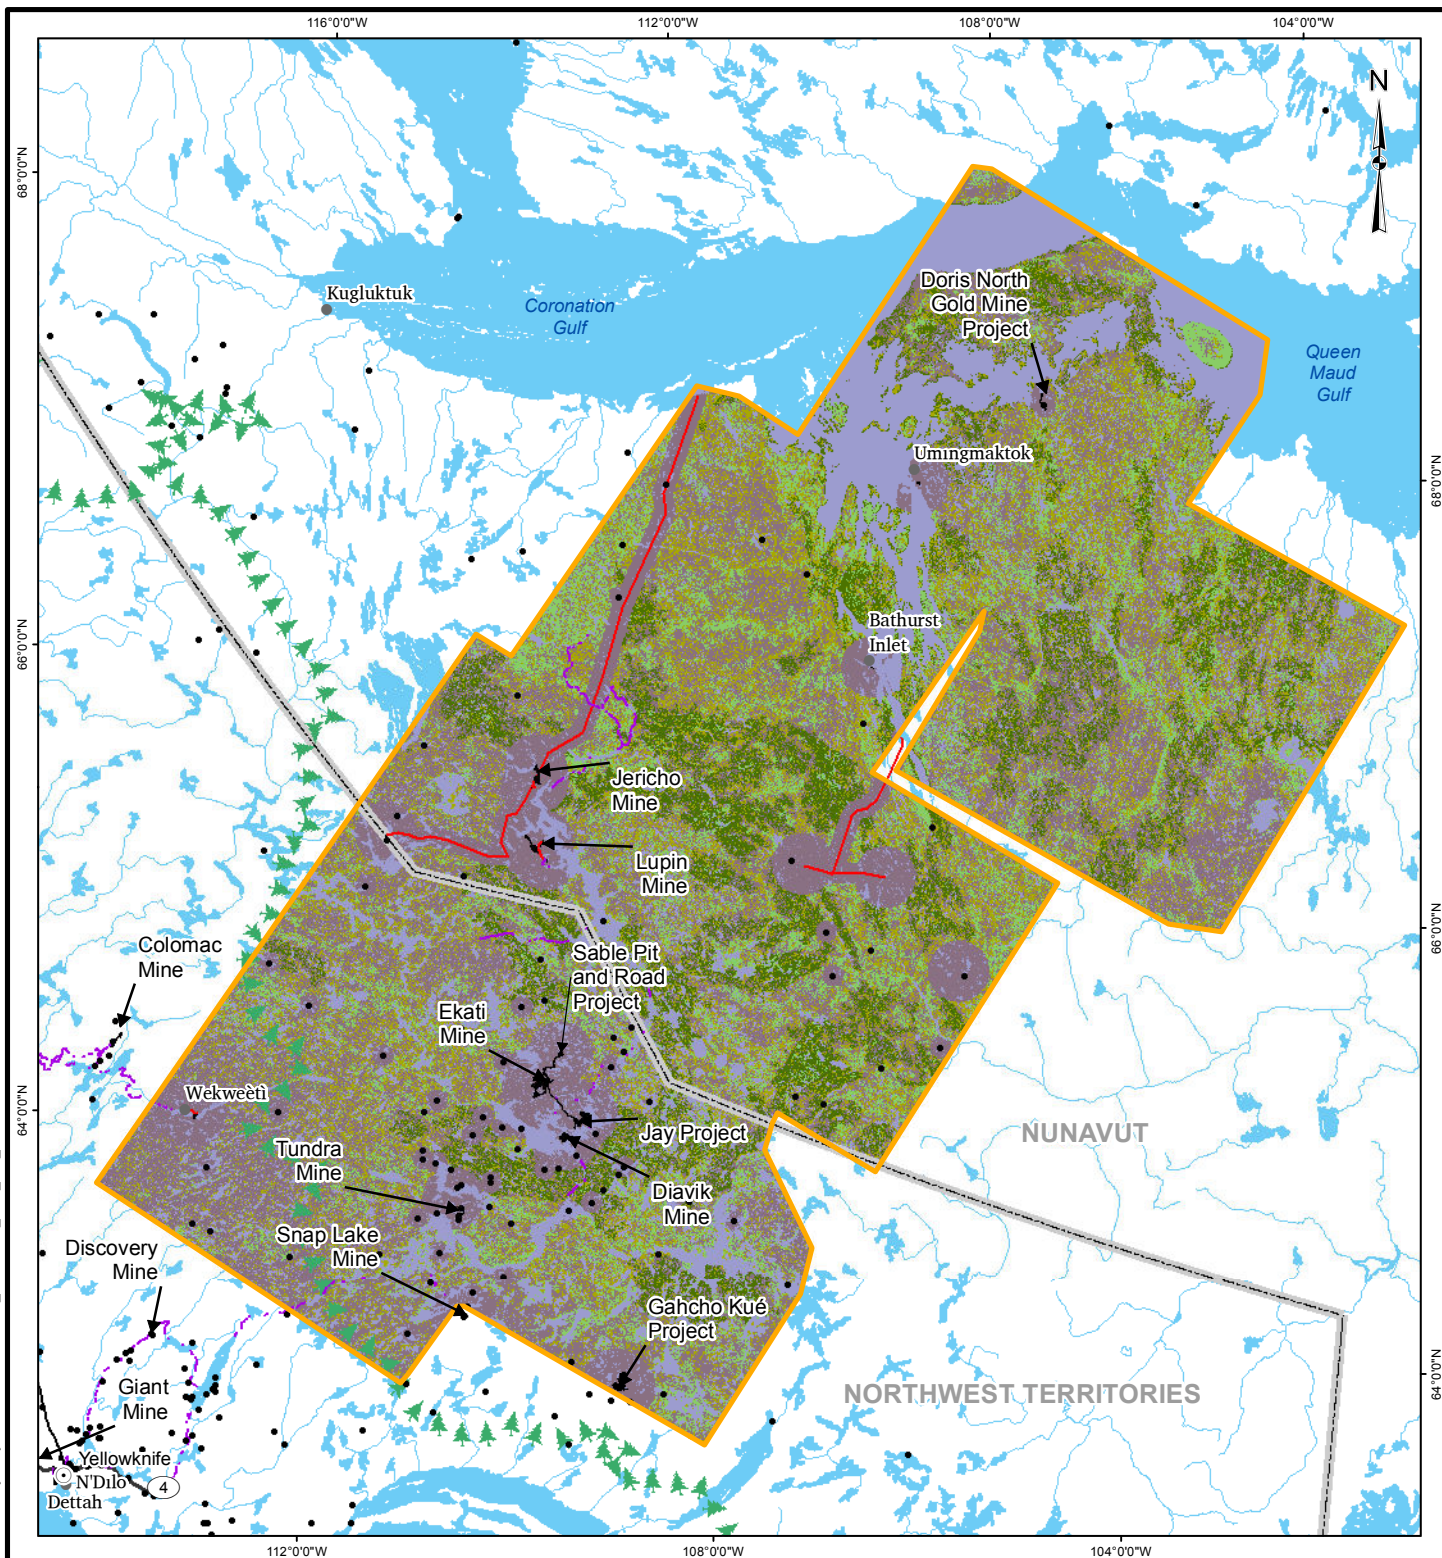 116°0'0"W
112°0'0"W
108°0'0"W
104°0'0"W
N
68°0'0"N
Kugluktuk
Coronation
Gulf
Doris North
Gold Mine
Project
Queen
Maud
Gulf
Umingmaktok
68°0'0"N
66°0'0"N
Bathurst
Inlet
Jericho
Mine
Lupin
Mine
66°0'0"N
Colomac
Mine
Sable Pit
and Road
Project
Ekati
Mine
64°0'0"N
Wekweètì
Jay Project
NUNAVUT
Tundra
Mine
Diavik
Mine
Snap Lake
Mine
Discovery
Mine
Gahcho Kué
Project
64°0'0"N
Giant
Mine
NORTHWEST TERRITORIES
Yellowknife
N'Dılo
4
Dettah
112°0'0"W
108°0'0"W
104°0'0"W